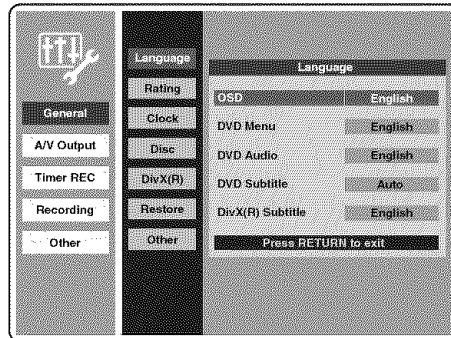 General
A/V Output
Timer REC
Recording
Other
Language
Rating
Clock
Disc
DivX(R)
Restore
Other
Language
OSD English
DVD Menu English
DVD Audio English
DVD Subtitle Auto
DivX(R) Subtitle English
Press RETURN to exit